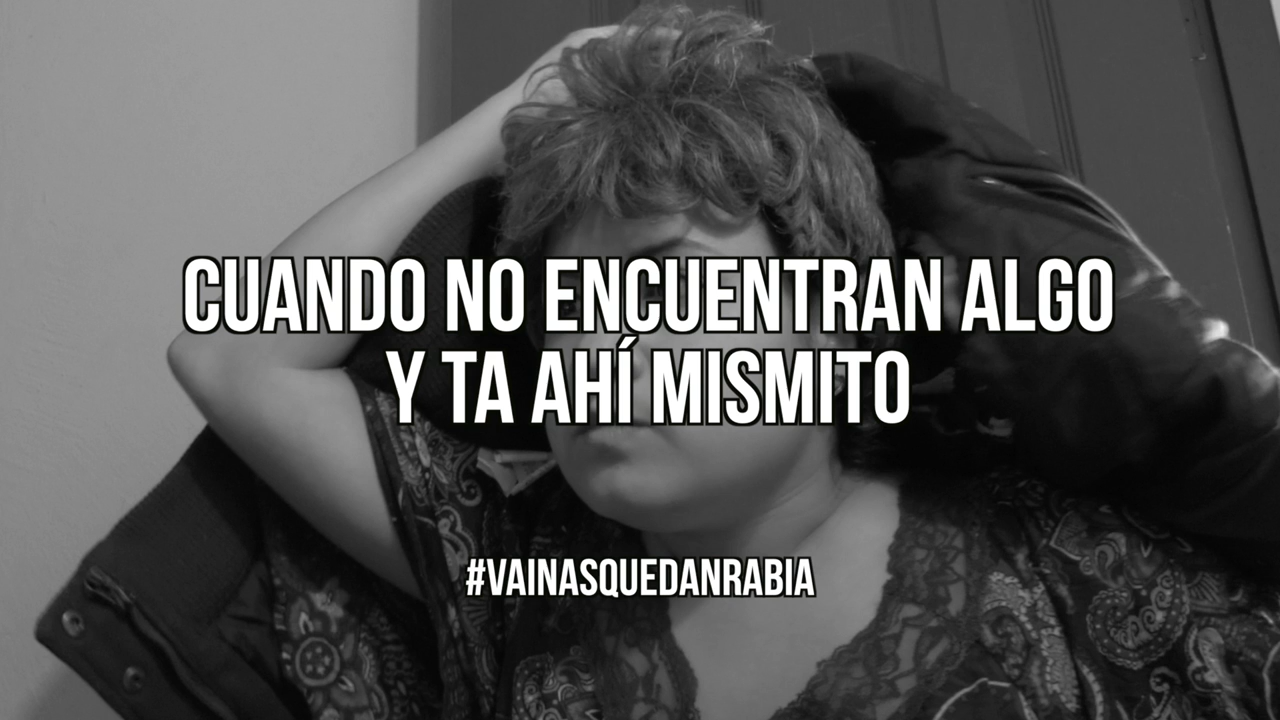 CUANDO NO ENCUENTRAN ALGO
Y TA AHÍ MISMITO
#VAINASQUEDANRABIA